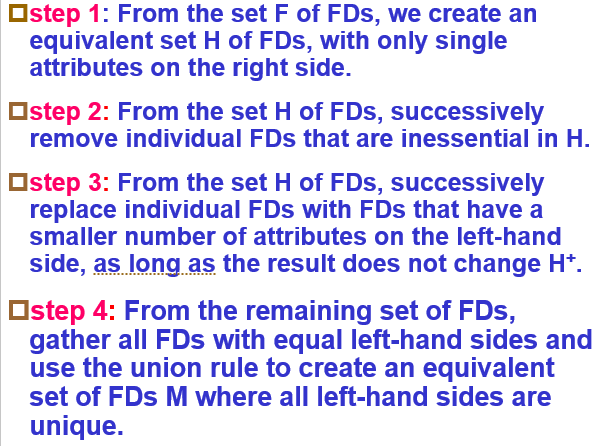 step 1: From the set F of FDs, we create an
equivalent set H of FDs, with only single
attributes on the right side.
step 2: From the set H of FDs, successively
remove individual FDs that are inessential in H.
step 3: From the set H of FDs, successively
replace individual FDs with FDs that have a
smaller number of attributes on the left-hand
side, as long as the result does not change H⁺.
step 4: From the remaining set of FDs,
gather all FDs with equal left-hand sides and
use the union rule to create an equivalent
set of FDs M where all left-hand sides are
unique.